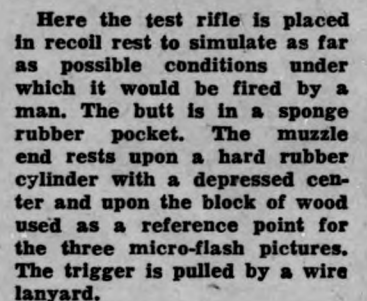 Here the test rifle is placed
in recoil rest to simulate as far
as possible conditions under
which it would be fired by a
man. The butt is in a sponge
rubber pocket. The muzzle
end rests upon a hard rubber
cylinder with a depressed cen-
ter and upon the block of wood
used as a reference point for
the three micro-flash pictures.
The trigger is pulled by a wire
lanyard.